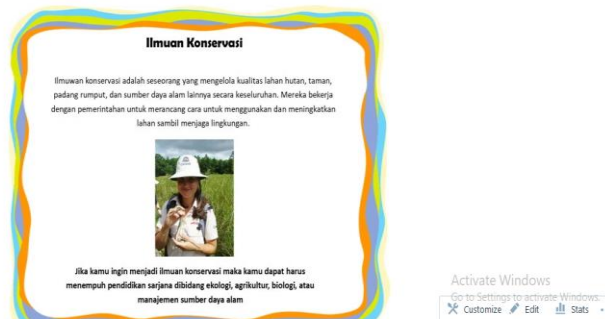 Ilmuan Konservasi
Ilmuwan konservasi adalah seseorang yang mengelola kualitas lahan hutan, taman,
padang rumput, dan sumber daya alam lainnya secara keseluruhan. Mereka bekerja
dengan pemerintahan untuk merancang cara untuk menggunakan dan meningkatkan
lahan sambil menjaga lingkungan.
Jika kamu ingin menjadi ilmuan konservasi maka kamu dapat harus
menempuh pendidikan sarjana dibidang ekologi, agrikultur, biologi, atau
manajemen sumber daya alam
Activate Windows
Go to Settings to activate Windows.
Customize Edit Stats